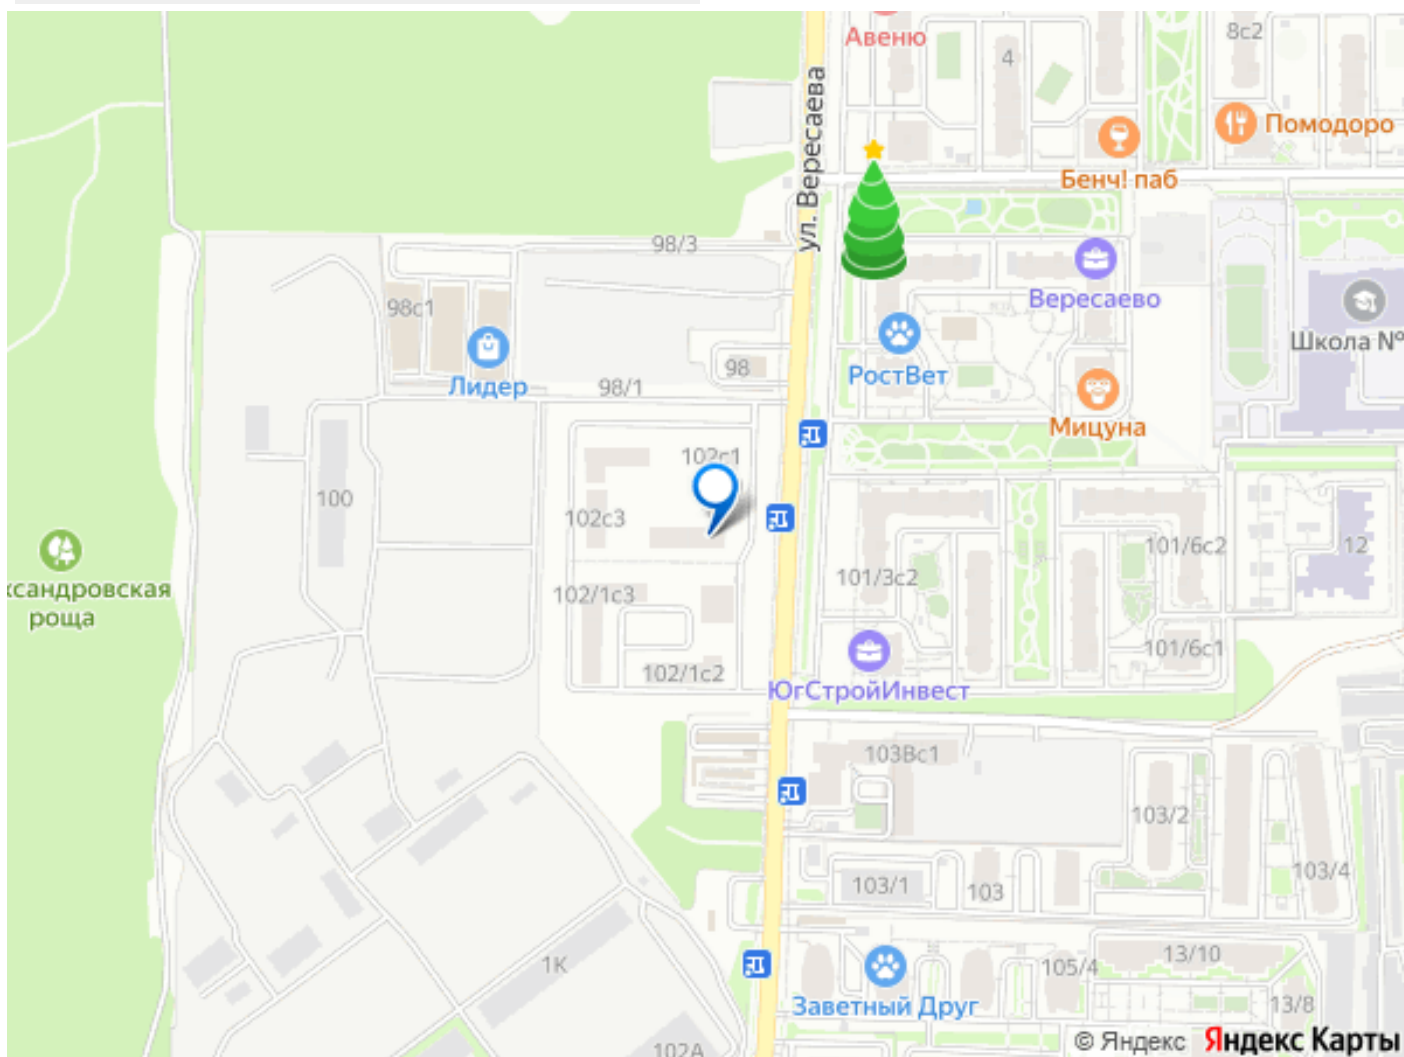 Авеню
4
8с2
ул. Вересаева
Помодоро
Бенч! паб
98/3
Вересаево
98с1
Школа №
98
РостВет
Лидер
98/1
Мицуна
102с1
100
102с3
101/6с2
12
101/3с2
ксандровская
роща
102/1с3
101/6с1
102/1с2
ЮгСтройИнвест
103Вс1
103/2
103/4
103/1
103
13/10
1К
105/4
Заветный Друг
13/8
102А
© Яндекс Яндекс Карты